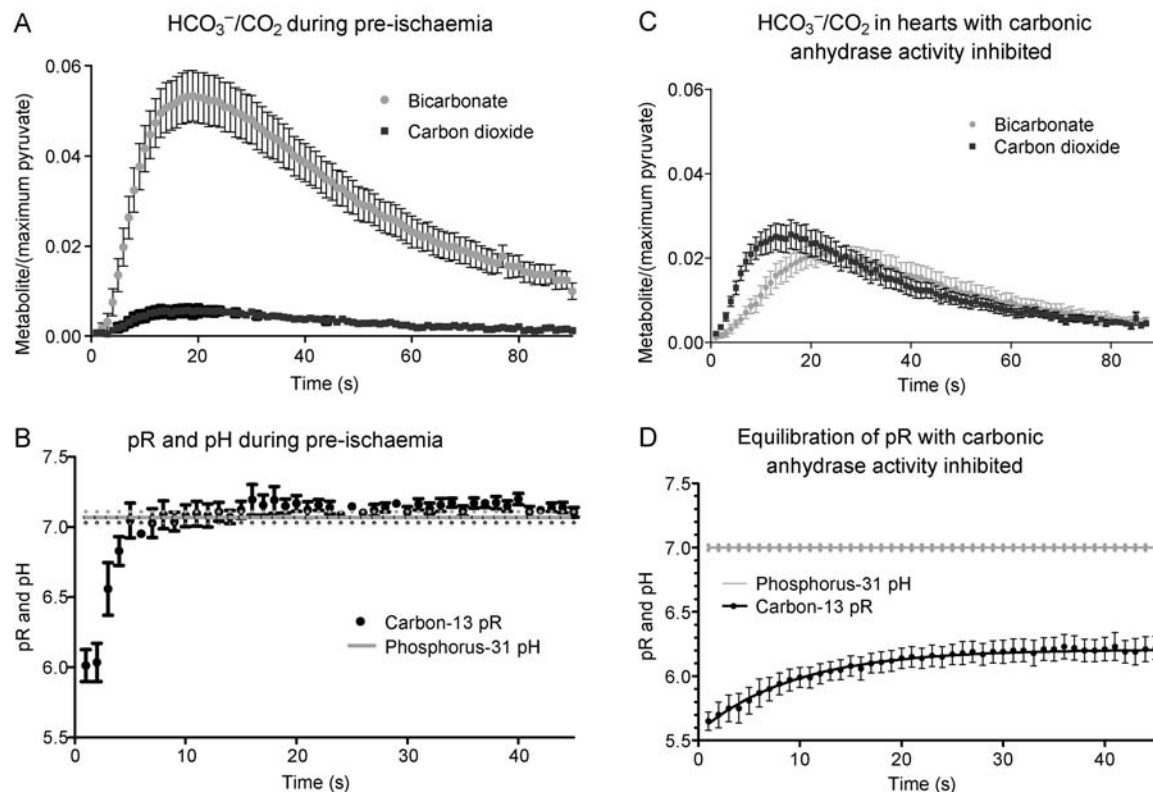 A
HCO₃⁻/CO₂ during pre-ischaemia
Metabolite/(maximum pyruvate)
0.06
0.04
0.02
0.00
Bicarbonate
Carbon dioxide
0
20
40
60
80
Time (s)
C
HCO₃⁻/CO₂ in hearts with carbonic
anhydrase activity inhibited
Metabolite/(maximum pyruvate)
0.06
0.04
0.02
0.00
Bicarbonate
Carbon dioxide
0
20
40
60
80
Time (s)
B
pR and pH during pre-ischaemia
pR and pH
7.5
7.0
6.5
6.0
5.5
Carbon-13 pR
Phosphorus-31 pH
0
10
20
30
40
Time (s)
D
Equilibration of pR with carbonic
anhydrase activity inhibited
pR and pH
7.5
7.0
6.5
6.0
5.5
Phosphorus-31 pH
Carbon-13 pR
0
10
20
30
40
Time (s)